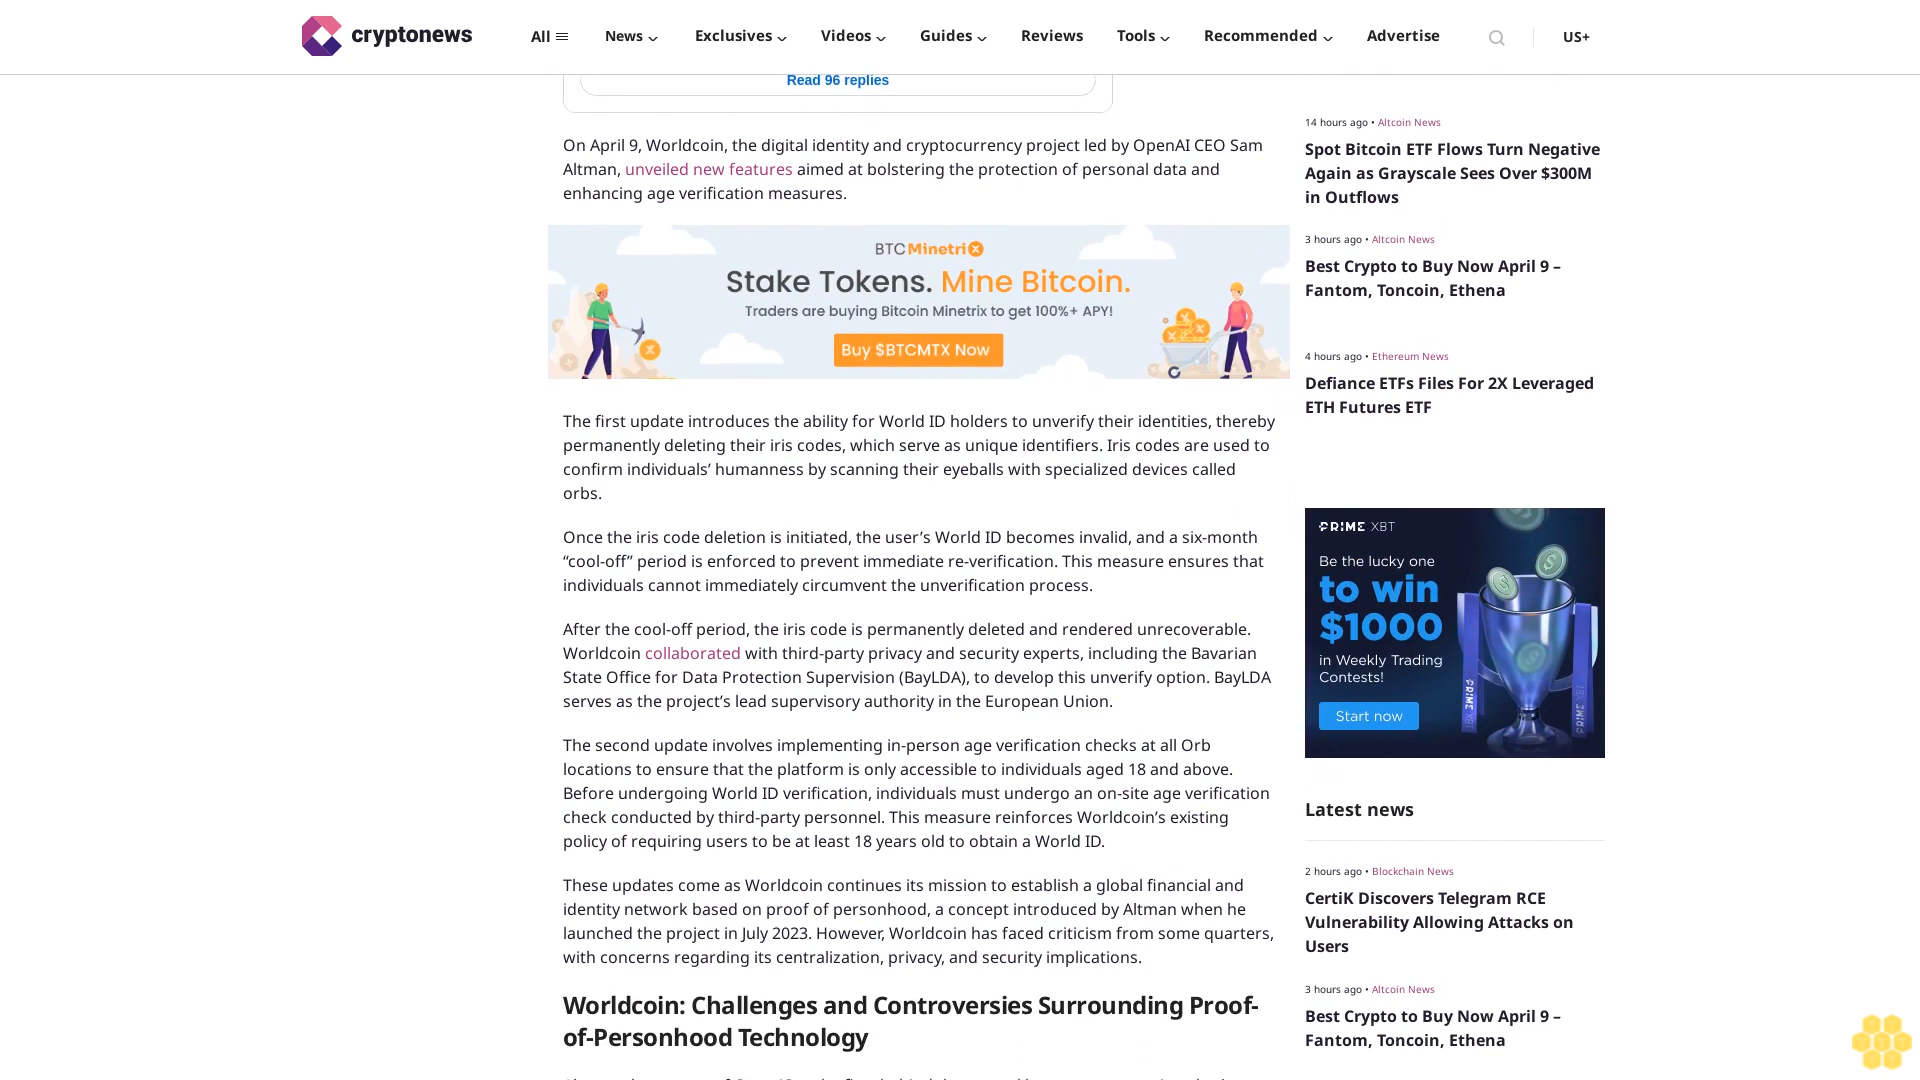 cryptonews
All
News
Exclusives
Videos
Guides
Reviews
Tools
Recommended
Advertise
US+
Read 96 replies
On April 9, Worldcoin, the digital identity and cryptocurrency project led by OpenAI CEO Sam
Altman, unveiled new features aimed at bolstering the protection of personal data and
enhancing age verification measures.
BTC Minetrix
Stake Tokens. Mine Bitcoin.
Traders are buying Bitcoin Minetrix to get 100%+ APY!
Buy $BTCMTX Now
The first update introduces the ability for World ID holders to unverify their identities, thereby
permanently deleting their iris codes, which serve as unique identifiers. Iris codes are used to
confirm individuals’ humanness by scanning their eyeballs with specialized devices called
orbs.
Once the iris code deletion is initiated, the user’s World ID becomes invalid, and a six-month
“cool-off” period is enforced to prevent immediate re-verification. This measure ensures that
individuals cannot immediately circumvent the unverification process.
After the cool-off period, the iris code is permanently deleted and rendered unrecoverable.
Worldcoin collaborated with third-party privacy and security experts, including the Bavarian
State Office for Data Protection Supervision (BayLDA), to develop this unverify option. BayLDA
serves as the project’s lead supervisory authority in the European Union.
The second update involves implementing in-person age verification checks at all Orb
locations to ensure that the platform is only accessible to individuals aged 18 and above.
Before undergoing World ID verification, individuals must undergo an on-site age verification
check conducted by third-party personnel. This measure reinforces Worldcoin’s existing
policy of requiring users to be at least 18 years old to obtain a World ID.
These updates come as Worldcoin continues its mission to establish a global financial and
identity network based on proof of personhood, a concept introduced by Altman when he
launched the project in July 2023. However, Worldcoin has faced criticism from some quarters,
with concerns regarding its centralization, privacy, and security implications.
Worldcoin: Challenges and Controversies Surrounding Proof-
of-Personhood Technology
14 hours ago • Altcoin News
Spot Bitcoin ETF Flows Turn Negative
Again as Grayscale Sees Over $300M
in Outflows
3 hours ago • Altcoin News
Best Crypto to Buy Now April 9 –
Fantom, Toncoin, Ethena
4 hours ago • Ethereum News
Defiance ETFs Files For 2X Leveraged
ETH Futures ETF
PRIME XBT
Be the lucky one
to win
$1000
in Weekly Trading
Contests!
Start now
PRIME XBT
PRIME XBT
Latest news
2 hours ago • Blockchain News
CertiK Discovers Telegram RCE
Vulnerability Allowing Attacks on
Users
3 hours ago • Altcoin News
Best Crypto to Buy Now April 9 –
Fantom, Toncoin, Ethena